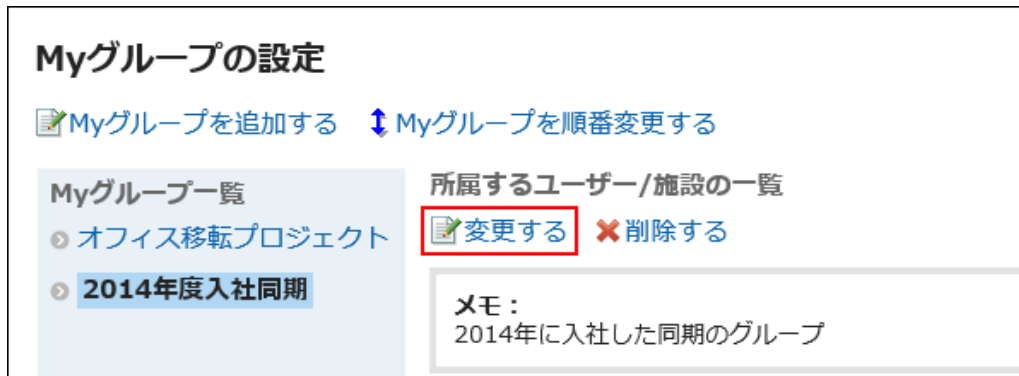 Myグループの設定
Myグループを追加する Myグループを順番変更する
Myグループ一覧
オフィス移転プロジェクト
2014年度入社同期
所属するユーザー/施設の一覧
変更する 削除する
メモ：
2014年に入社した同期のグループ